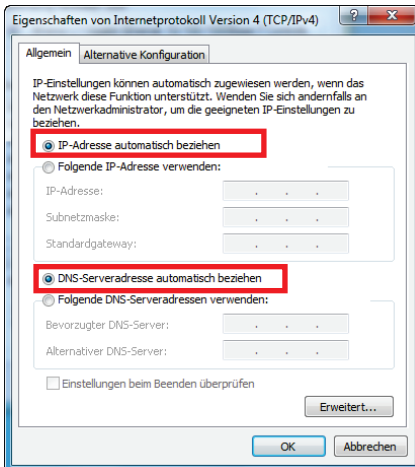 Eigenschaften von Internetprotokoll Version 4 (TCP/IPv4)
Allgemein Alternative Konfiguration
IP-Einstellungen können automatisch zugewiesen werden, wenn das
Netzwerk diese Funktion unterstützt. Wenden Sie sich andernfalls an
den Netzwerkadministrator, um die geeigneten IP-Einstellungen zu
beziehen.
IP-Adresse automatisch beziehen
Folgende IP-Adresse verwenden:
IP-Adresse:
Subnetzmaske:
Standardgateway:
DNS-Serveradresse automatisch beziehen
Folgende DNS-Serveradressen verwenden:
Bevorzugter DNS-Server:
Alternativer DNS-Server:
Einstellungen beim Beenden überprüfen
Erweitert...
OK Abbrechen